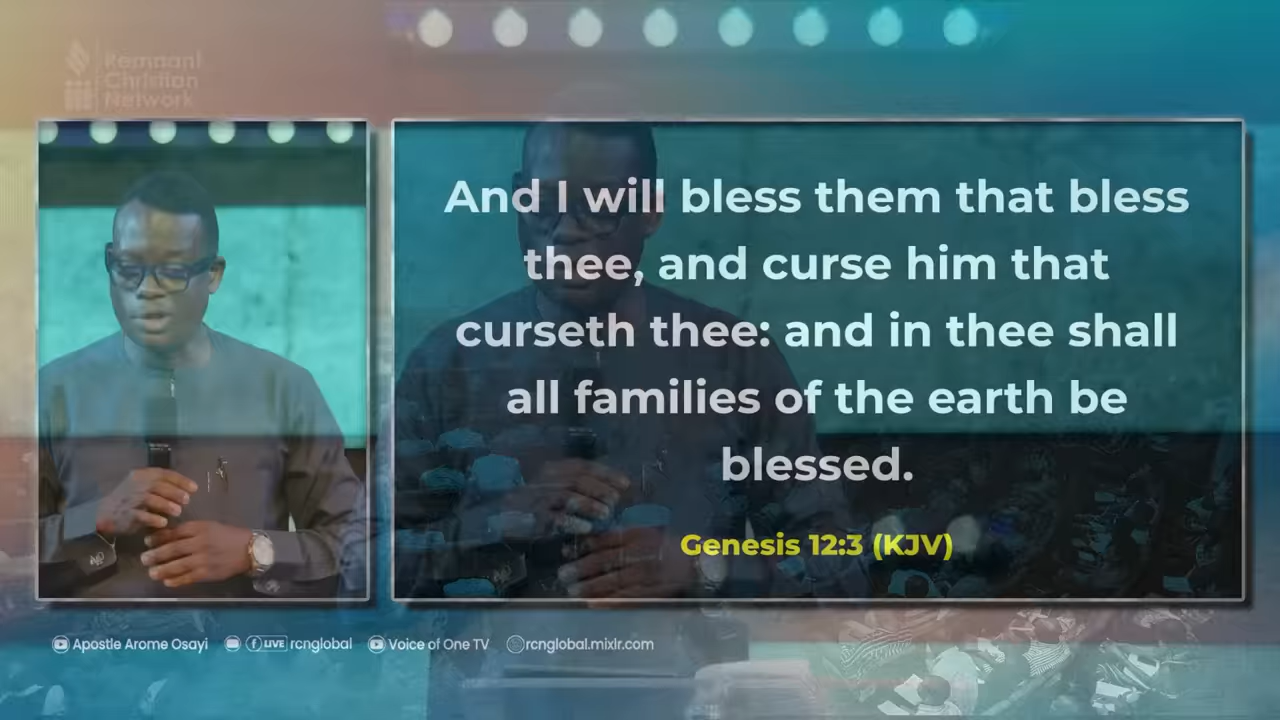 Remnant
Christian
Network
And I will bless them that bless
thee, and curse him that
curseth thee: and in thee shall
all families of the earth be
blessed.
Genesis 12:3 (KJV)
Apostle Arome Osayi
LIVE rcnglobal
Voice of One TV
rcnglobal.mixlr.com